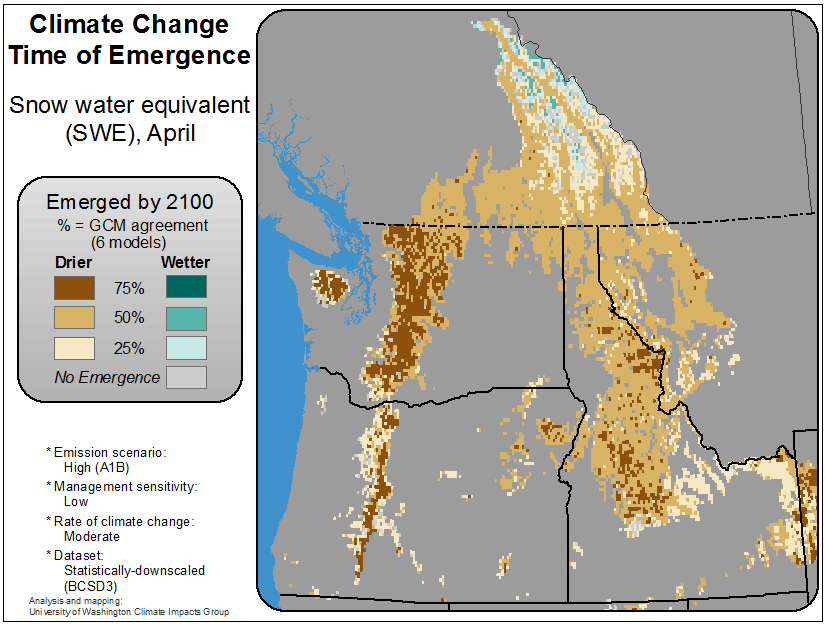 Climate Change
Time of Emergence
Snow water equivalent
(SWE), April
Emerged by 2100
% = GCM agreement
(6 models)
Drier Wetter
75%
50%
25%
No Emergence
* Emission scenario:
High (A1B)
* Management sensitivity:
Low
* Rate of climate change:
Moderate
* Dataset:
Statistically-downscaled
(BCSD3)
Analysis and mapping:
University of Washington Climate Impacts Group